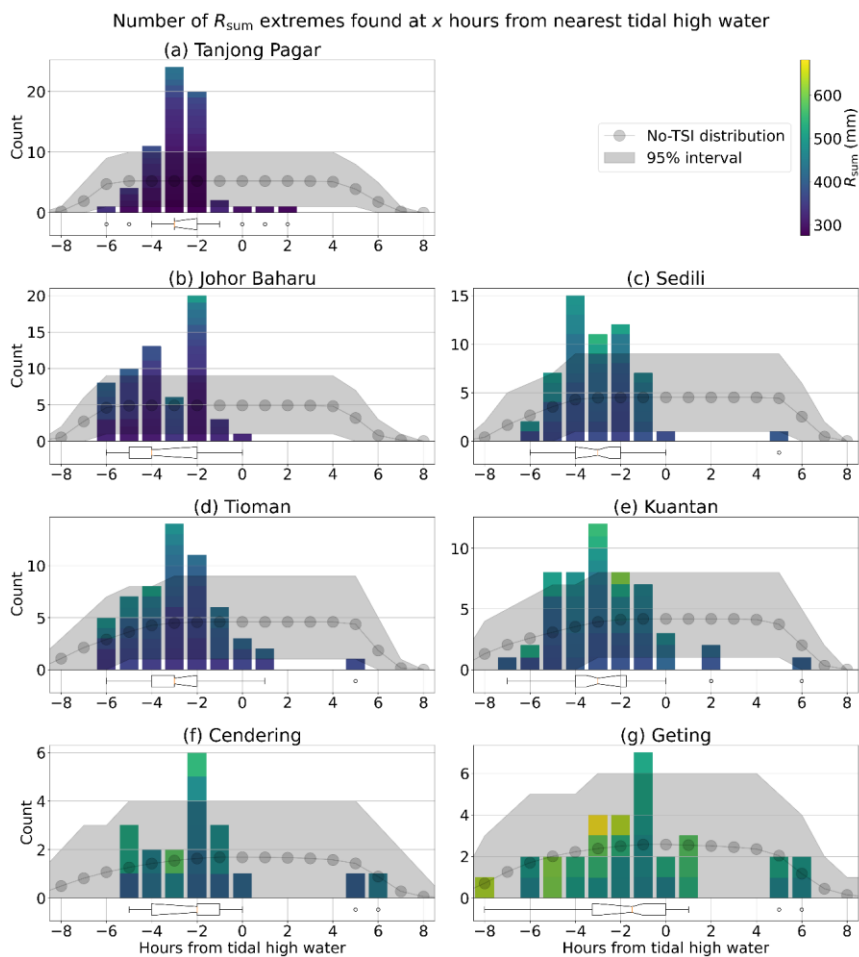 Number of R_sum extremes found at x hours from nearest tidal high water
(a) Tanjong Pagar
Count
20
10
0
−8 −6 −4 −2 0 2 4 6 8
No-TSI distribution
95% interval
600
500
400
300
R_sum (mm)
(b) Johor Baharu
Count
20
15
10
5
0
−8 −6 −4 −2 0 2 4 6 8
(c) Sedili
15
10
5
0
−8 −6 −4 −2 0 2 4 6 8
(d) Tioman
Count
10
5
0
−8 −6 −4 −2 0 2 4 6 8
(e) Kuantan
10
5
0
−8 −6 −4 −2 0 2 4 6 8
(f) Cendering
Count
6
4
2
0
−8 −6 −4 −2 0 2 4 6 8
Hours from tidal high water
(g) Geting
6
4
2
0
−8 −6 −4 −2 0 2 4 6 8
Hours from tidal high water